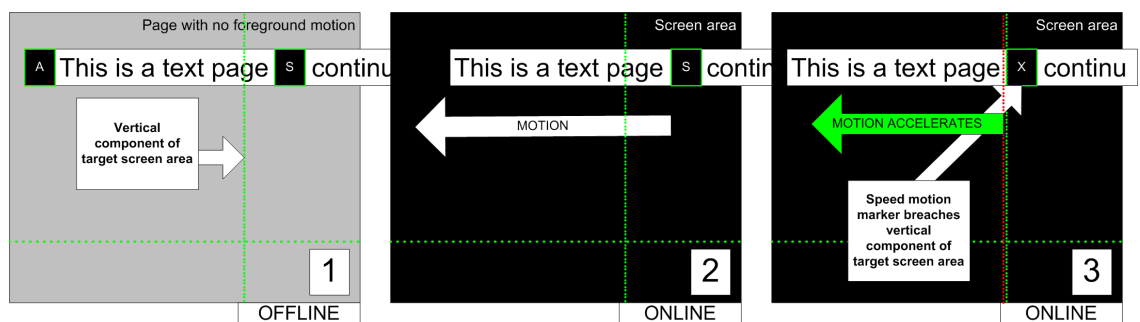 Page with no foreground motion
A This is a text page S continu
Vertical
component of
target screen area
1
OFFLINE
Screen area
This is a text page S contin
MOTION
2
ONLINE
Screen area
This is a text page X continu
MOTION ACCELERATES
Speed motion
marker breaches
vertical
component of
target screen area
3
ONLINE